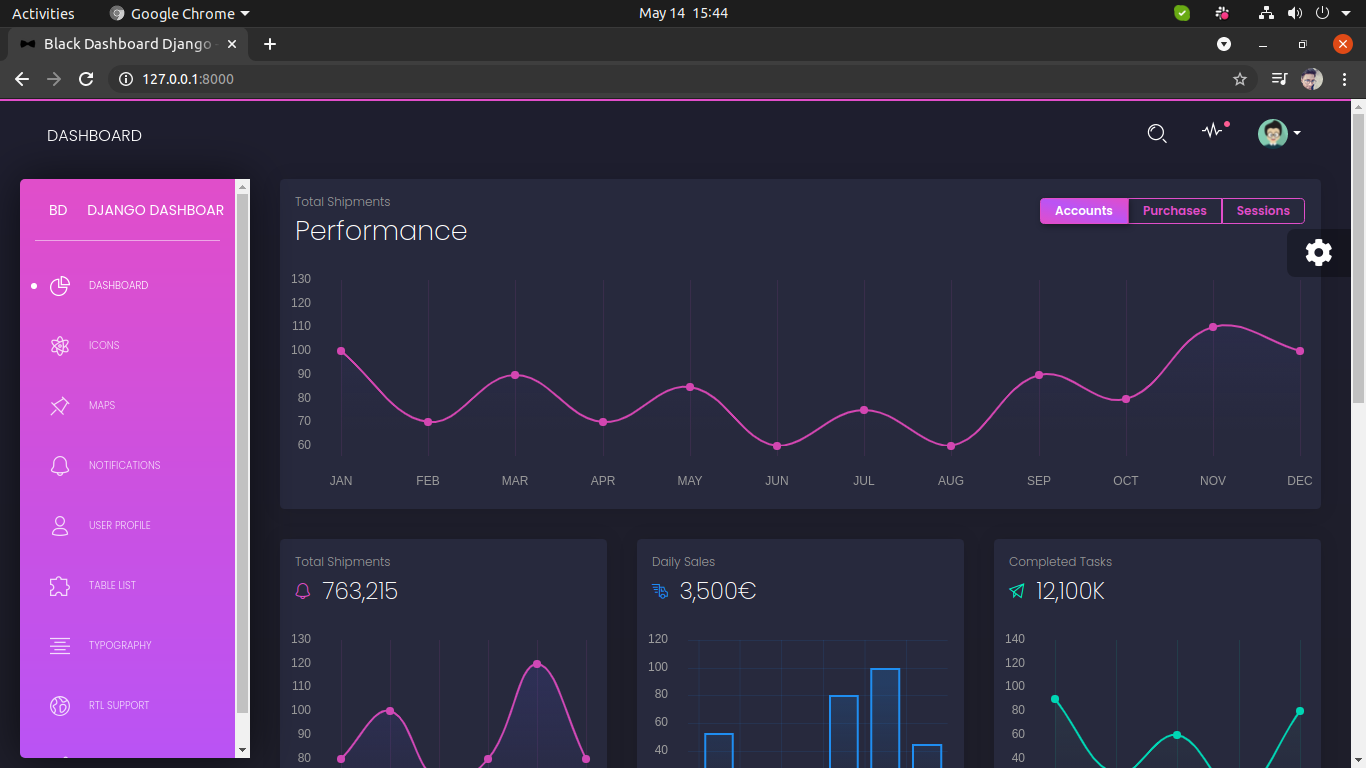 Activities Google Chrome May 14 15:44
Black Dashboard Django -
127.0.0.1:8000
DASHBOARD
BD DJANGO DASHBOAR
DASHBOARD
ICONS
MAPS
NOTIFICATIONS
USER PROFILE
TABLE LIST
TYPOGRAPHY
RTL SUPPORT
Total Shipments
Performance
Accounts Purchases Sessions
130
120
110
100
90
80
70
60
JAN FEB MAR APR MAY JUN JUL AUG SEP OCT NOV DEC
Total Shipments
763,215
130
120
110
100
90
80
Daily Sales
3,500€
120
100
80
60
40
Completed Tasks
12,100K
140
120
100
80
60
40